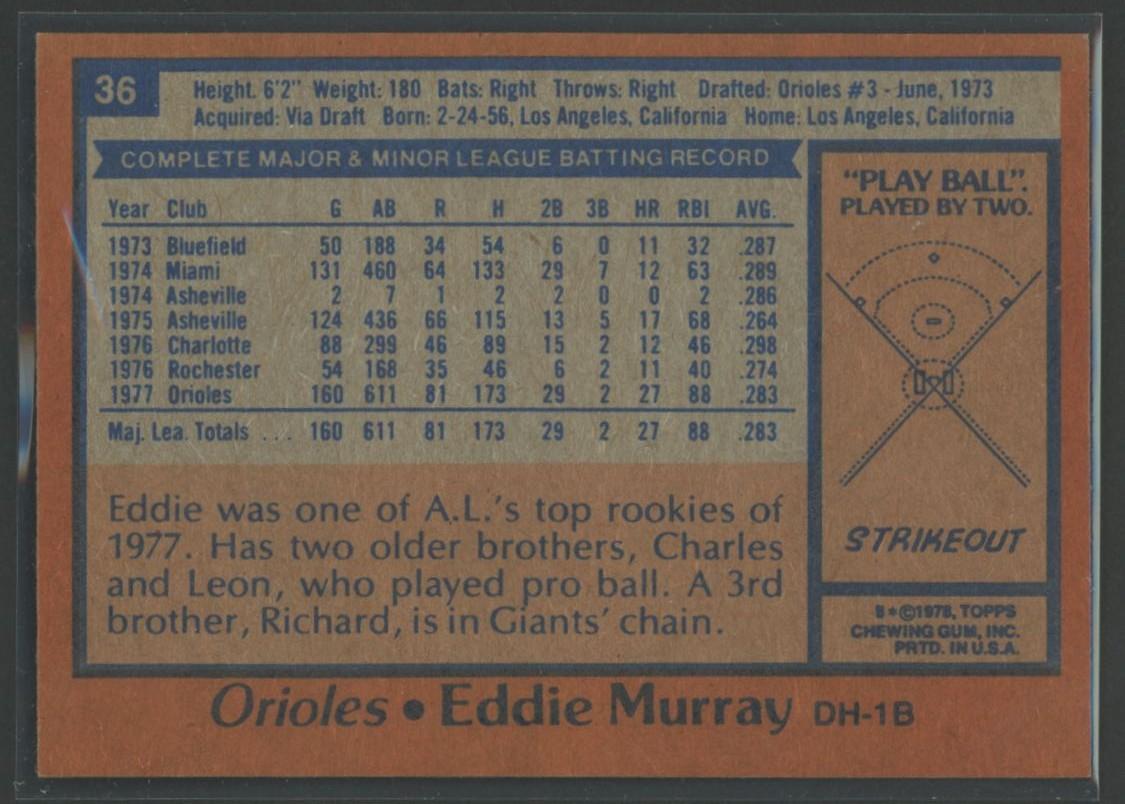 36
Height. 6'2" Weight: 180 Bats: Right Throws: Right Drafted: Orioles #3 - June, 1973
Acquired: Via Draft Born: 2-24-56, Los Angeles, California Home: Los Angeles, California
COMPLETE MAJOR & MINOR LEAGUE BATTING RECORD
Year Club G AB R H 2B 3B HR RBI AVG.
1973 Bluefield 50 188 34 54 6 0 11 32 .287
1974 Miami 131 460 64 133 29 7 12 63 .289
1974 Asheville 2 7 1 2 2 0 0 2 .286
1975 Asheville 124 436 66 115 13 5 17 68 .264
1976 Charlotte 88 299 46 89 15 2 12 46 .298
1976 Rochester 54 168 35 46 6 2 11 40 .274
1977 Orioles 160 611 81 173 29 2 27 88 .283
Maj. Lea. Totals ... 160 611 81 173 29 2 27 88 .283
Eddie was one of A.L.'s top rookies of
1977. Has two older brothers, Charles
and Leon, who played pro ball. A 3rd
brother, Richard, is in Giants' chain.
"PLAY BALL".
PLAYED BY TWO.
STRIKEOUT
B*©1978, TOPPS
CHEWING GUM, INC.
PRTD. IN U.S.A.
Orioles • Eddie Murray DH-1B